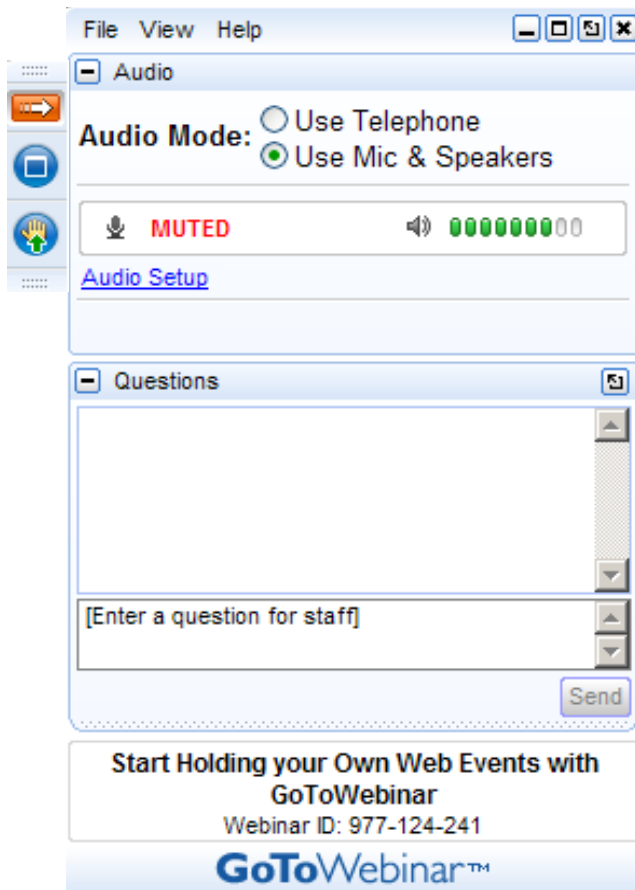 File View Help
Audio
Audio Mode: Use Telephone
Use Mic & Speakers
MUTED
Audio Setup
Questions
[Enter a question for staff]
Send
Start Holding your Own Web Events with
GoToWebinar
Webinar ID: 977-124-241
GoToWebinar™